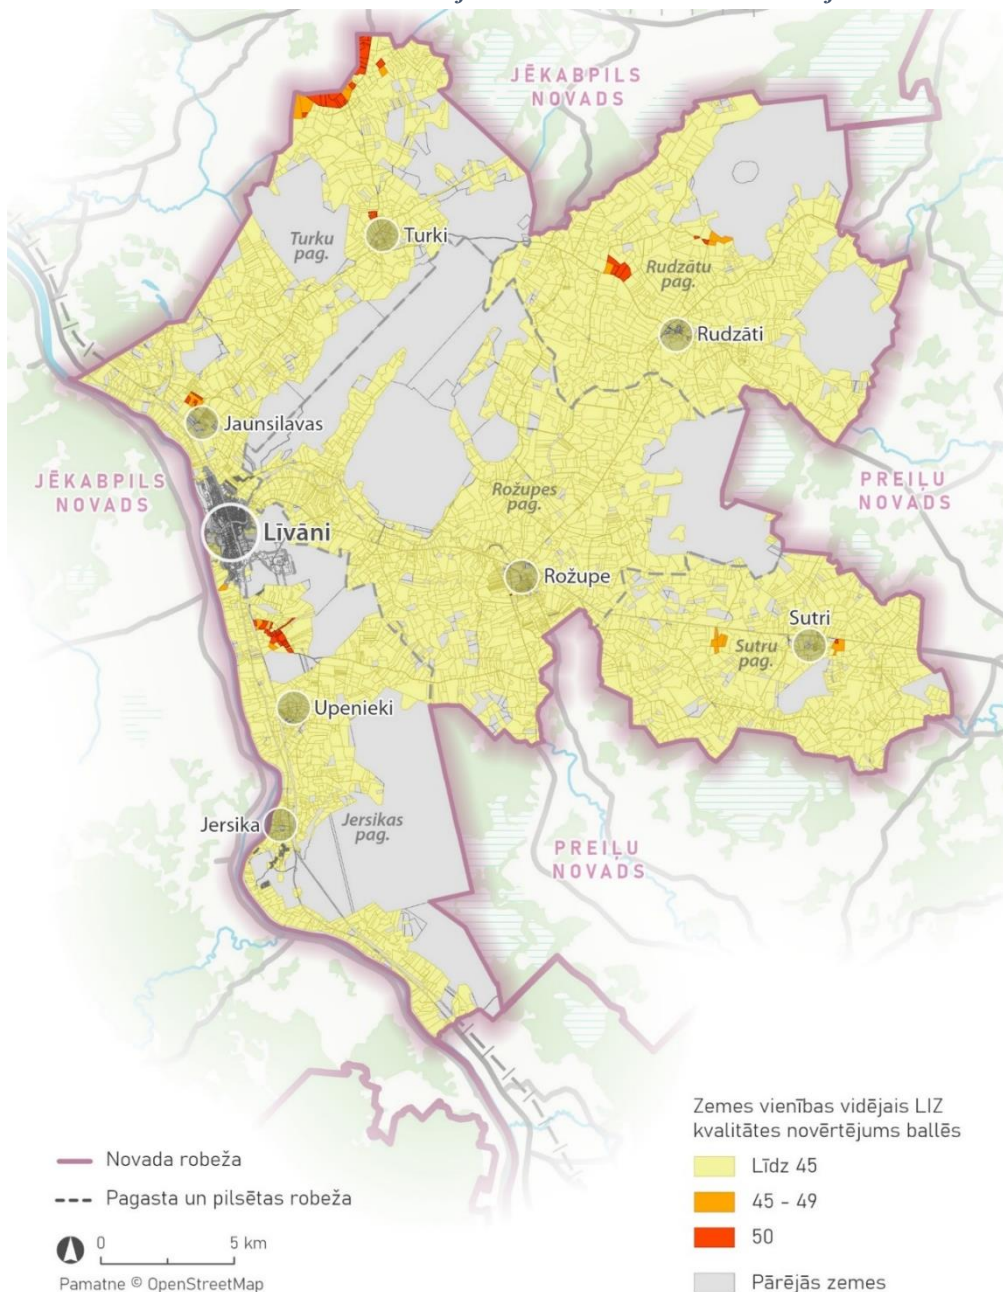 JĒKABPILS
NOVADS
Turku
pag.
Turki
Rudzātu
pag.
Rudzāti
Jaunsilavas
JĒKABPILS
NOVADS
PREIĻU
NOVADS
Rožupes
pag.
Līvāni
Rožupe
Sutri
Sutru
pag.
Upenieki
Jersika
Jersikas
pag.
PREIĻU
NOVADS
Zemes vienības vidējais LIZ
kvalitātes novērtējums ballēs
Līdz 45
45 - 49
50
Pārējās zemes
Novada robeža
Pagasta un pilsētas robeža
0 5 km
Pamatne © OpenStreetMap